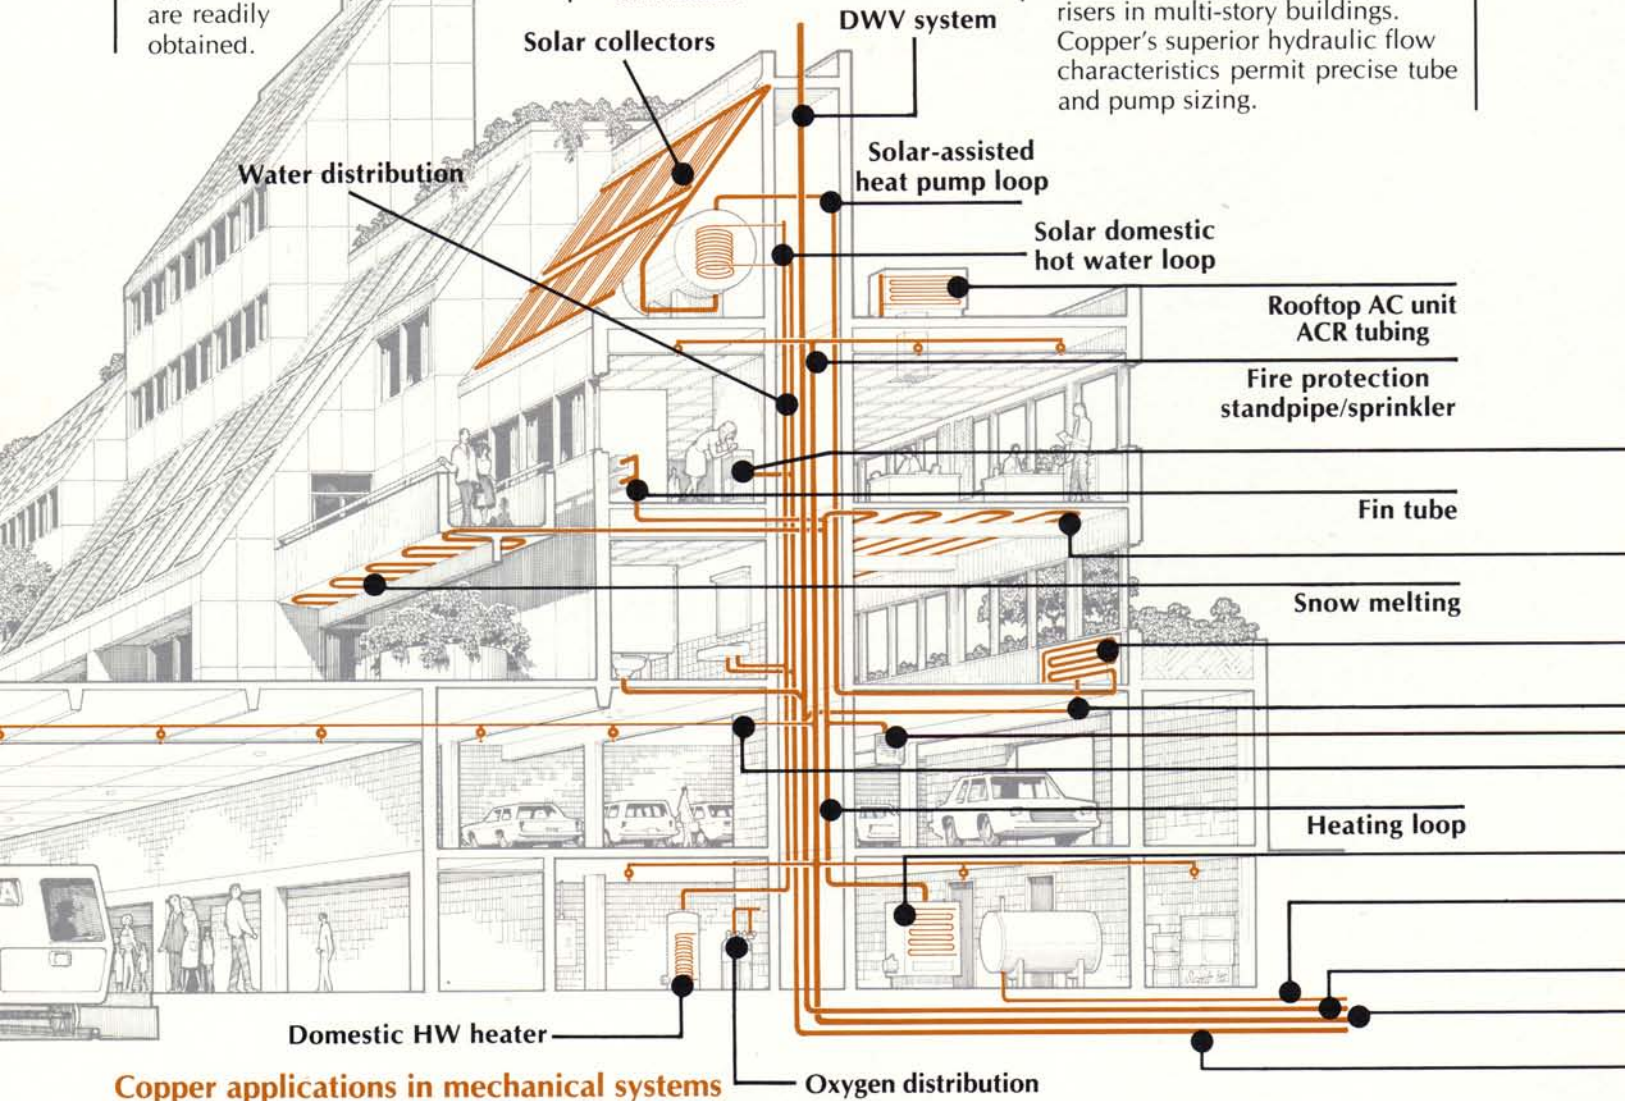 are readily
obtained.
risers in multi-story buildings.
Copper's superior hydraulic flow
characteristics permit precise tube
and pump sizing.
DWV system
Solar collectors
Water distribution
Solar-assisted
heat pump loop
Solar domestic
hot water loop
Rooftop AC unit
ACR tubing
Fire protection
standpipe/sprinkler
Fin tube
Snow melting
Heating loop
Domestic HW heater
Oxygen distribution
Copper applications in mechanical systems